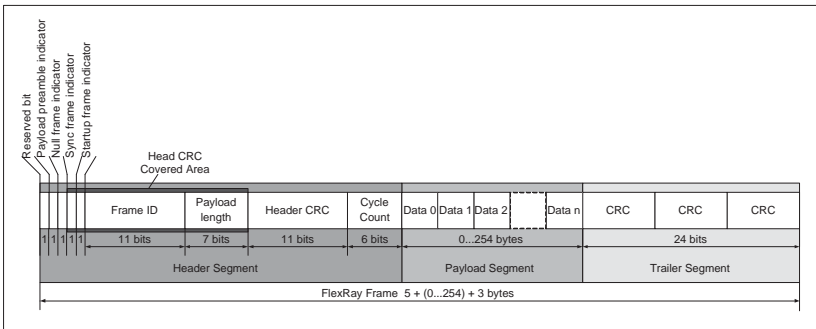 Reserved bit
Payload preamble indicator
Null frame indicator
Sync frame indicator
Startup frame indicator
Head CRC
Covered Area
Frame ID
Payload
length
Header CRC
Cycle
Count
Data 0
Data 1
Data 2
Data n
CRC
CRC
CRC
1 1 1 1 1
11 bits
7 bits
11 bits
6 bits
0...254 bytes
24 bits
Header Segment
Payload Segment
Trailer Segment
FlexRay Frame 5 + (0...254) + 3 bytes